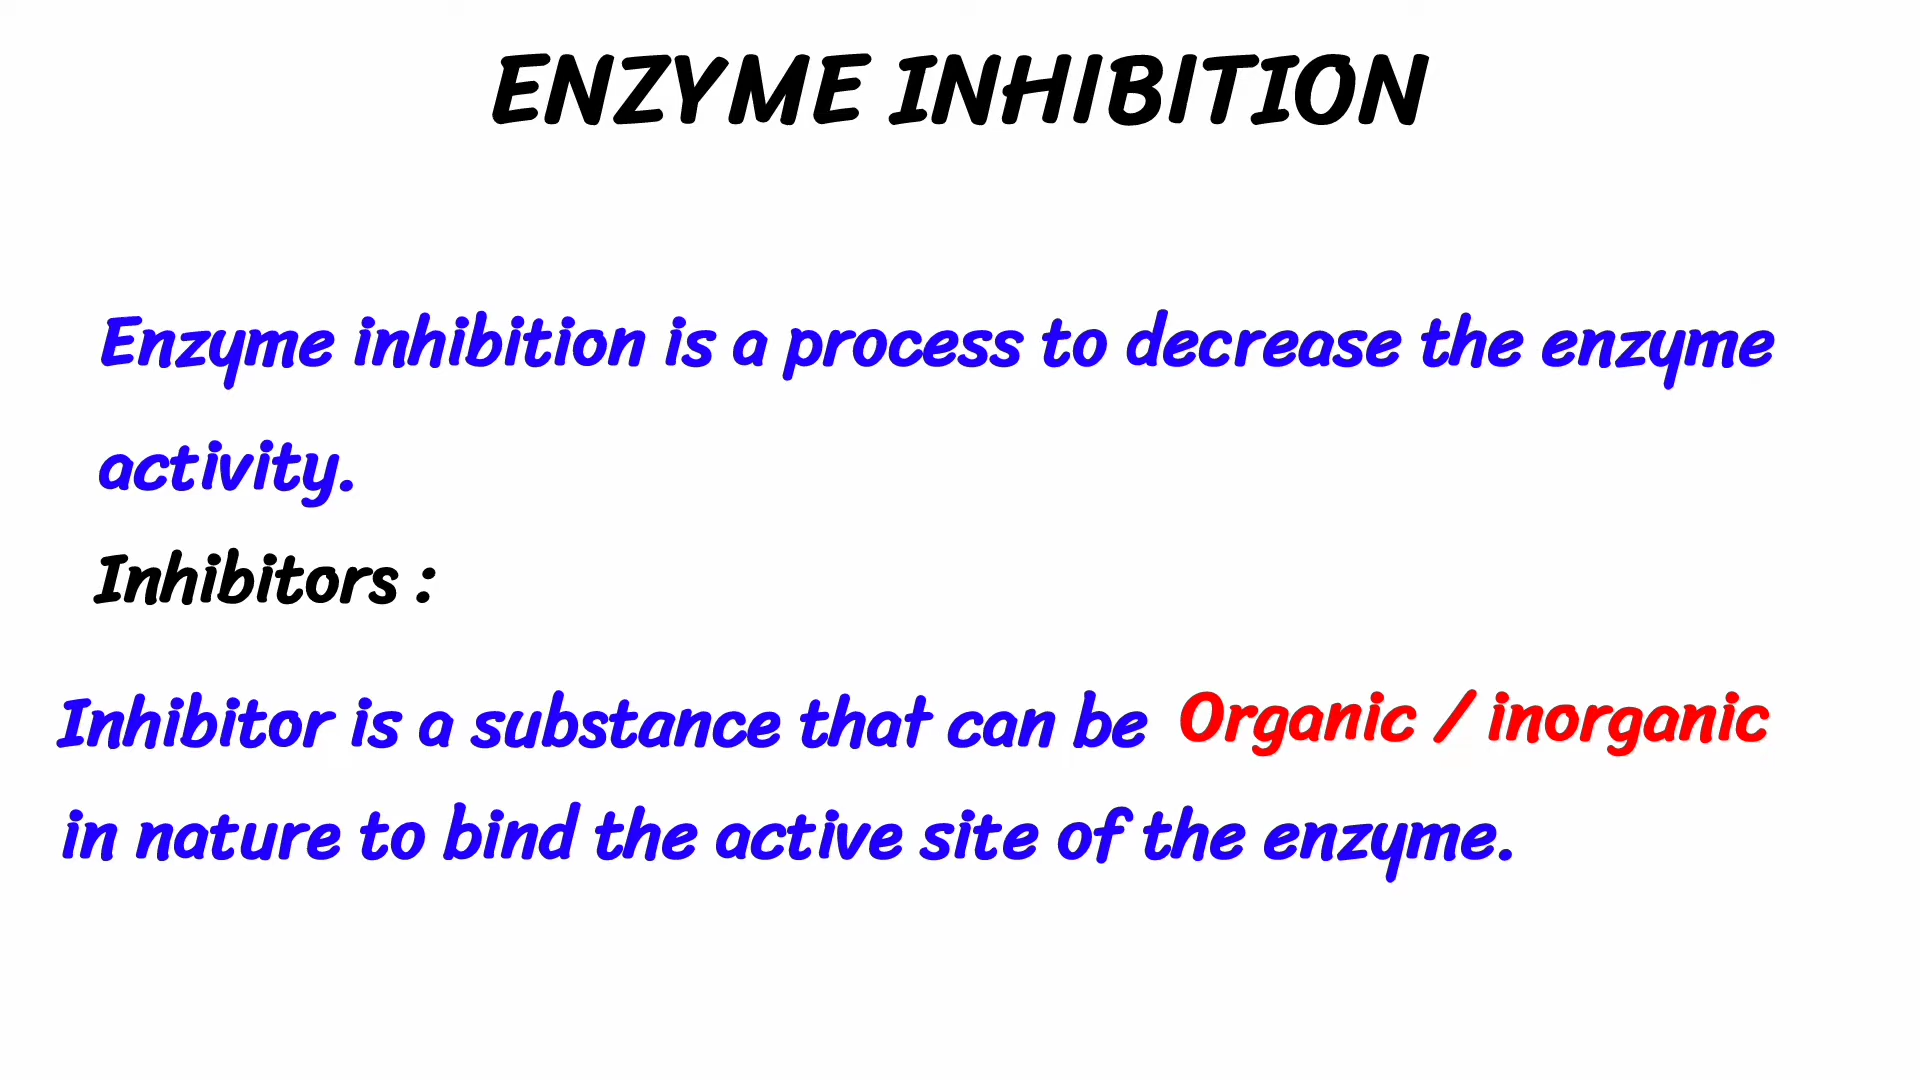 ENZYME INHIBITION
Enzyme inhibition is a process to decrease the enzyme
activity.
Inhibitors :
Inhibitor is a substance that can be Organic / inorganic
in nature to bind the active site of the enzyme.